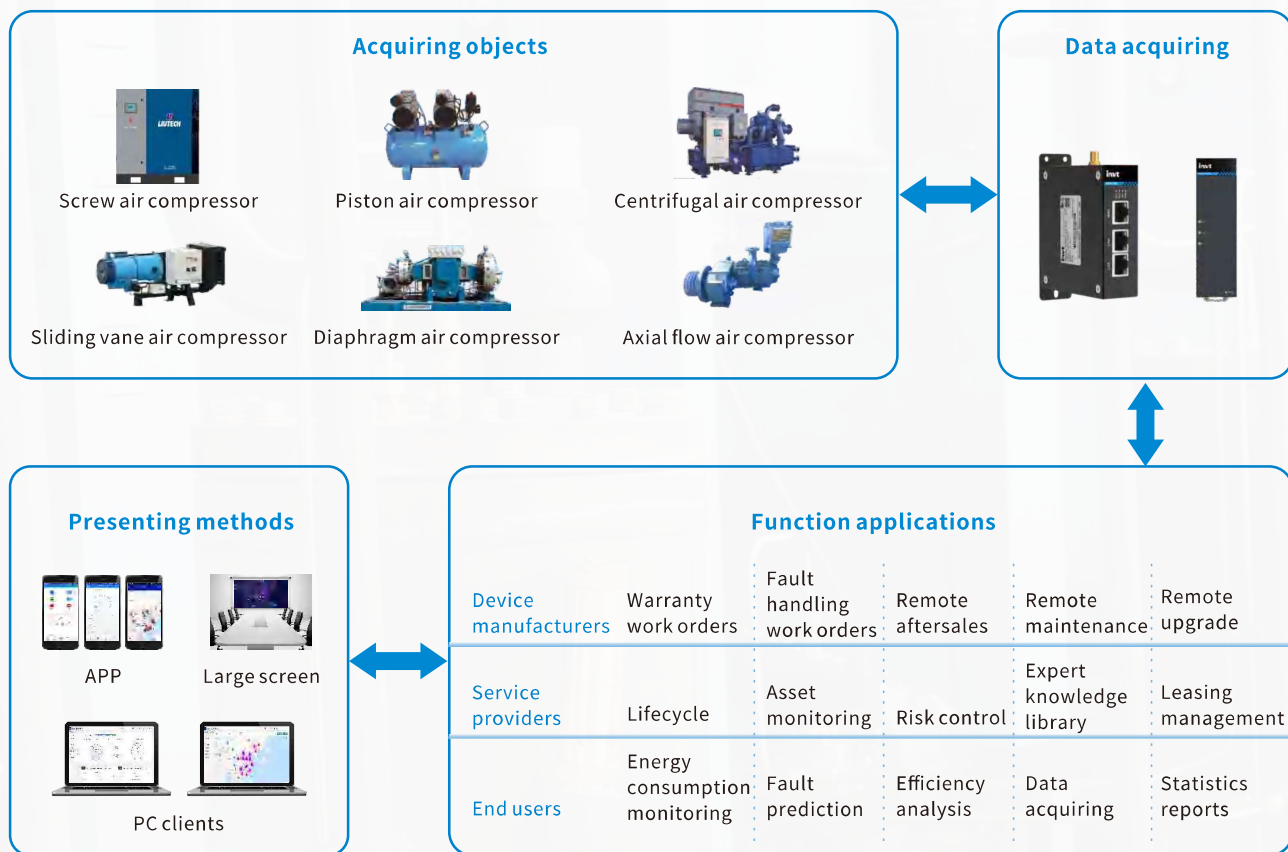 Acquiring objects
LIUTECH
Screw air compressor
Piston air compressor
Centrifugal air compressor
Sliding vane air compressor
Diaphragm air compressor
Axial flow air compressor
Data acquiring
invt
invt
Presenting methods
APP
Large screen
PC clients
Function applications
Device
manufacturers
Warranty
work orders
Fault
handling
work orders
Remote
aftersales
Remote
maintenance
Remote
upgrade
Service
providers
Lifecycle
Asset
monitoring
Risk control
Expert
knowledge
library
Leasing
management
End users
Energy
consumption
monitoring
Fault
prediction
Efficiency
analysis
Data
acquiring
Statistics
reports